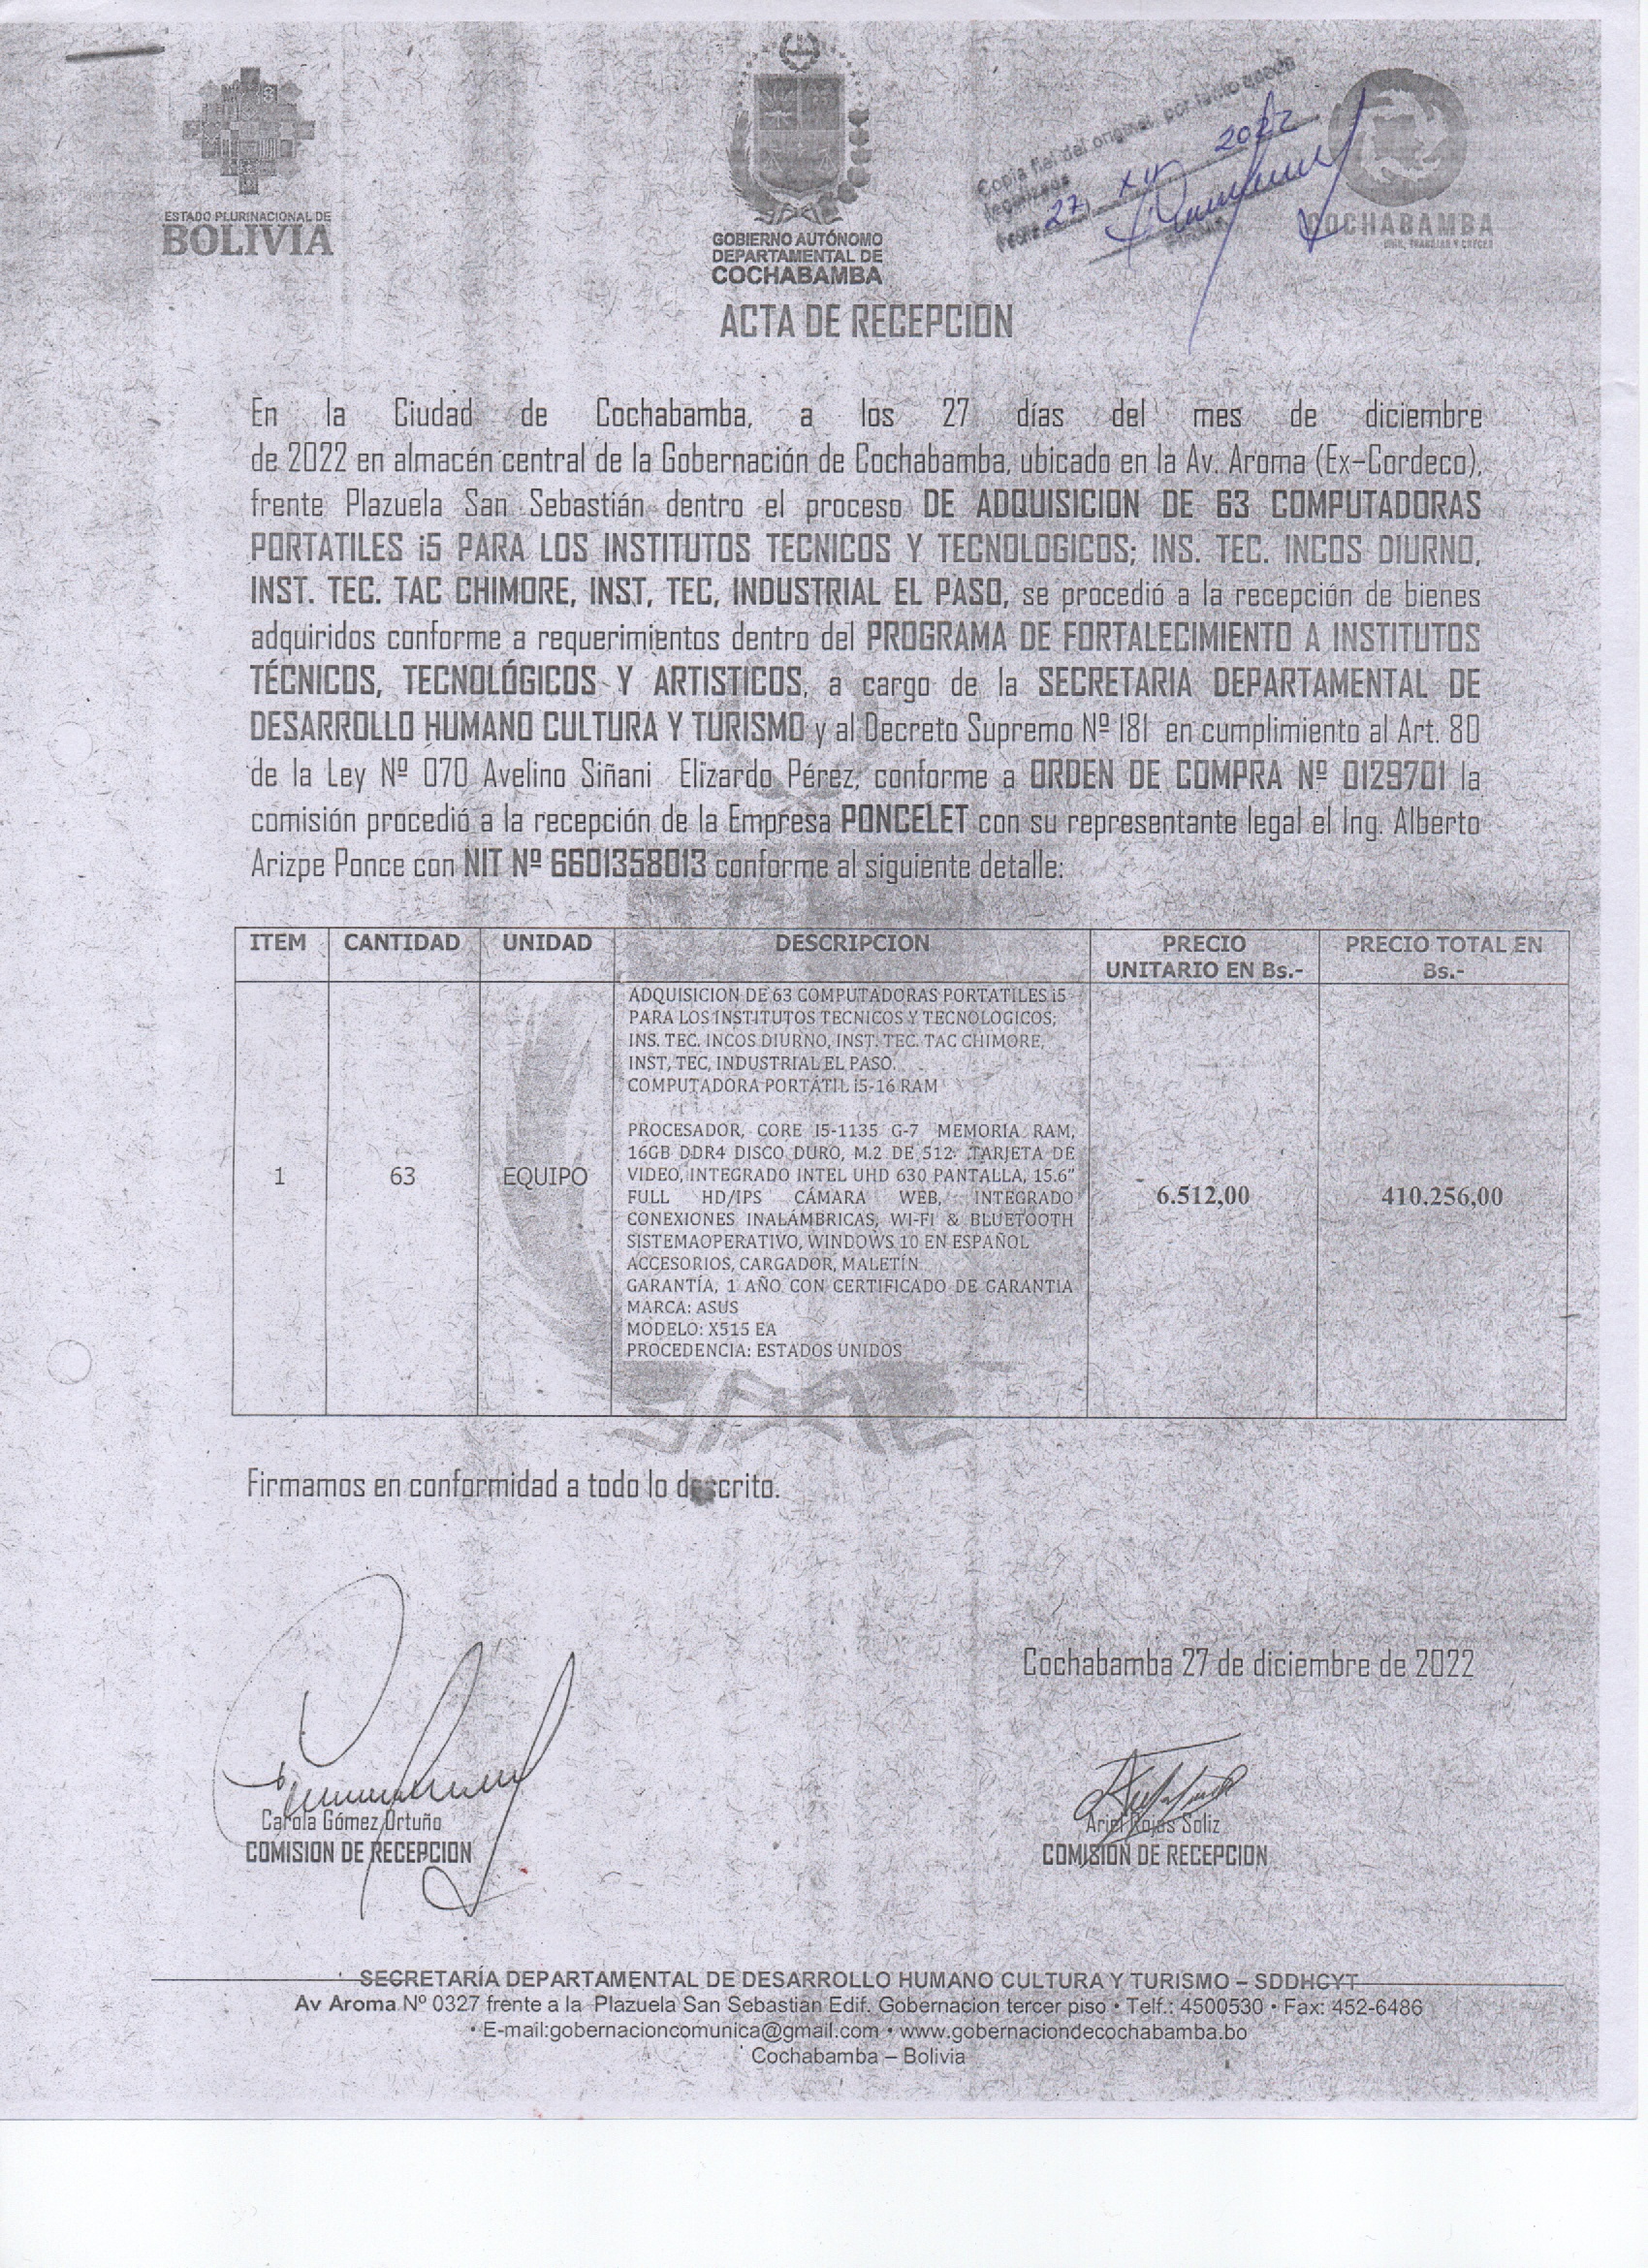 ESTADO PLURINACIONAL DE
BOLIVIA
GOBIERNO AUTÓNOMO
DEPARTAMENTAL DE
COCHABAMBA
Copia fiel del original, por tanto queda
legalizado
Fecha 27 XII 2022
COCHABAMBA
UNIR, TRABAJAR Y CRECER
ACTA DE RECEPCION
En la Ciudad de Cochabamba, a los 27 días del mes de diciembre
de 2022 en almacén central de la Gobernación de Cochabamba, ubicado en la Av. Aroma (Ex-Cordeco),
frente Plazuela San Sebastián dentro el proceso DE ADQUISICION DE 63 COMPUTADORAS
PORTATILES i5 PARA LOS INSTITUTOS TECNICOS Y TECNOLOGICOS; INS. TEC. INCOS DIURNO,
INST. TEC. TAC CHIMORE, INST, TEC, INDUSTRIAL EL PASO, se procedió a la recepción de bienes
adquiridos conforme a requerimientos dentro del PROGRAMA DE FORTALECIMIENTO A INSTITUTOS
TÉCNICOS, TECNOLÓGICOS Y ARTISTICOS, a cargo de la SECRETARIA DEPARTAMENTAL DE
DESARROLLO HUMANO CULTURA Y TURISMO y al Decreto Supremo Nº 181 en cumplimiento al Art. 80
de la Ley Nº 070 Avelino Siñani Elizardo Pérez, conforme a ORDEN DE COMPRA Nº 0129701 la
comisión procedió a la recepción de la Empresa PONCELET con su representante legal el Ing. Alberto
Arizpe Ponce con NIT Nº 6601358013 conforme al siguiente detalle:
ITEM CANTIDAD UNIDAD DESCRIPCION PRECIO UNITARIO EN Bs.- PRECIO TOTAL EN Bs.-
ADQUISICION DE 63 COMPUTADORAS PORTATILES i5
PARA LOS INSTITUTOS TECNICOS Y TECNOLOGICOS;
INS. TEC. INCOS DIURNO, INST. TEC. TAC CHIMORE,
INST, TEC, INDUSTRIAL EL PASO.
COMPUTADORA PORTÁTIL i5-16 RAM
PROCESADOR, CORE I5-1135 G-7 MEMORIA RAM,
16GB DDR4 DISCO DURO, M.2 DE 512. TARJETA DE
1 63 EQUIPO VIDEO, INTEGRADO INTEL UHD 630 PANTALLA, 15.6” 6.512,00 410.256,00
FULL HD/IPS CÁMARA WEB, INTEGRADO
CONEXIONES INALÁMBRICAS, WI-FI & BLUETOOTH
SISTEMAOPERATIVO, WINDOWS 10 EN ESPAÑOL
ACCESORIOS, CARGADOR, MALETÍN
GARANTÍA, 1 AÑO CON CERTIFICADO DE GARANTIA
MARCA: ASUS
MODELO: X515 EA
PROCEDENCIA: ESTADOS UNIDOS
Firmamos en conformidad a todo lo descrito.
Cochabamba 27 de diciembre de 2022
Carola Gómez Ortuño
COMISION DE RECEPCION
Ariel Rojas Soliz
COMISION DE RECEPCION
SECRETARÍA DEPARTAMENTAL DE DESARROLLO HUMANO CULTURA Y TURISMO – SDDHCYT
Av Aroma Nº 0327 frente a la Plazuela San Sebastian Edif. Gobernacion tercer piso • Telf.: 4500530 • Fax: 452-6486
• E-mail:gobernacioncomunica@gmail.com • www.gobernaciondecochabamba.bo
Cochabamba – Bolivia